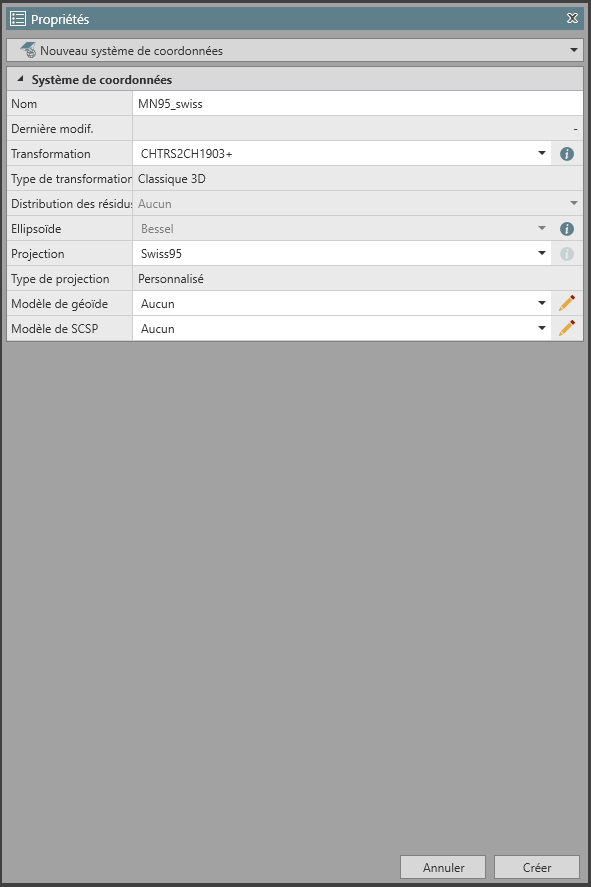 Propriétés
Nouveau système de coordonnées
Système de coordonnées
Nom MN95_swiss
Dernière modif. -
Transformation CHTRS2CH1903+
Type de transformation Classique 3D
Distribution des résidus Aucun
Ellipsoïde Bessel
Projection Swiss95
Type de projection Personnalisé
Modèle de géoïde Aucun
Modèle de SCSP Aucun
Annuler Créer